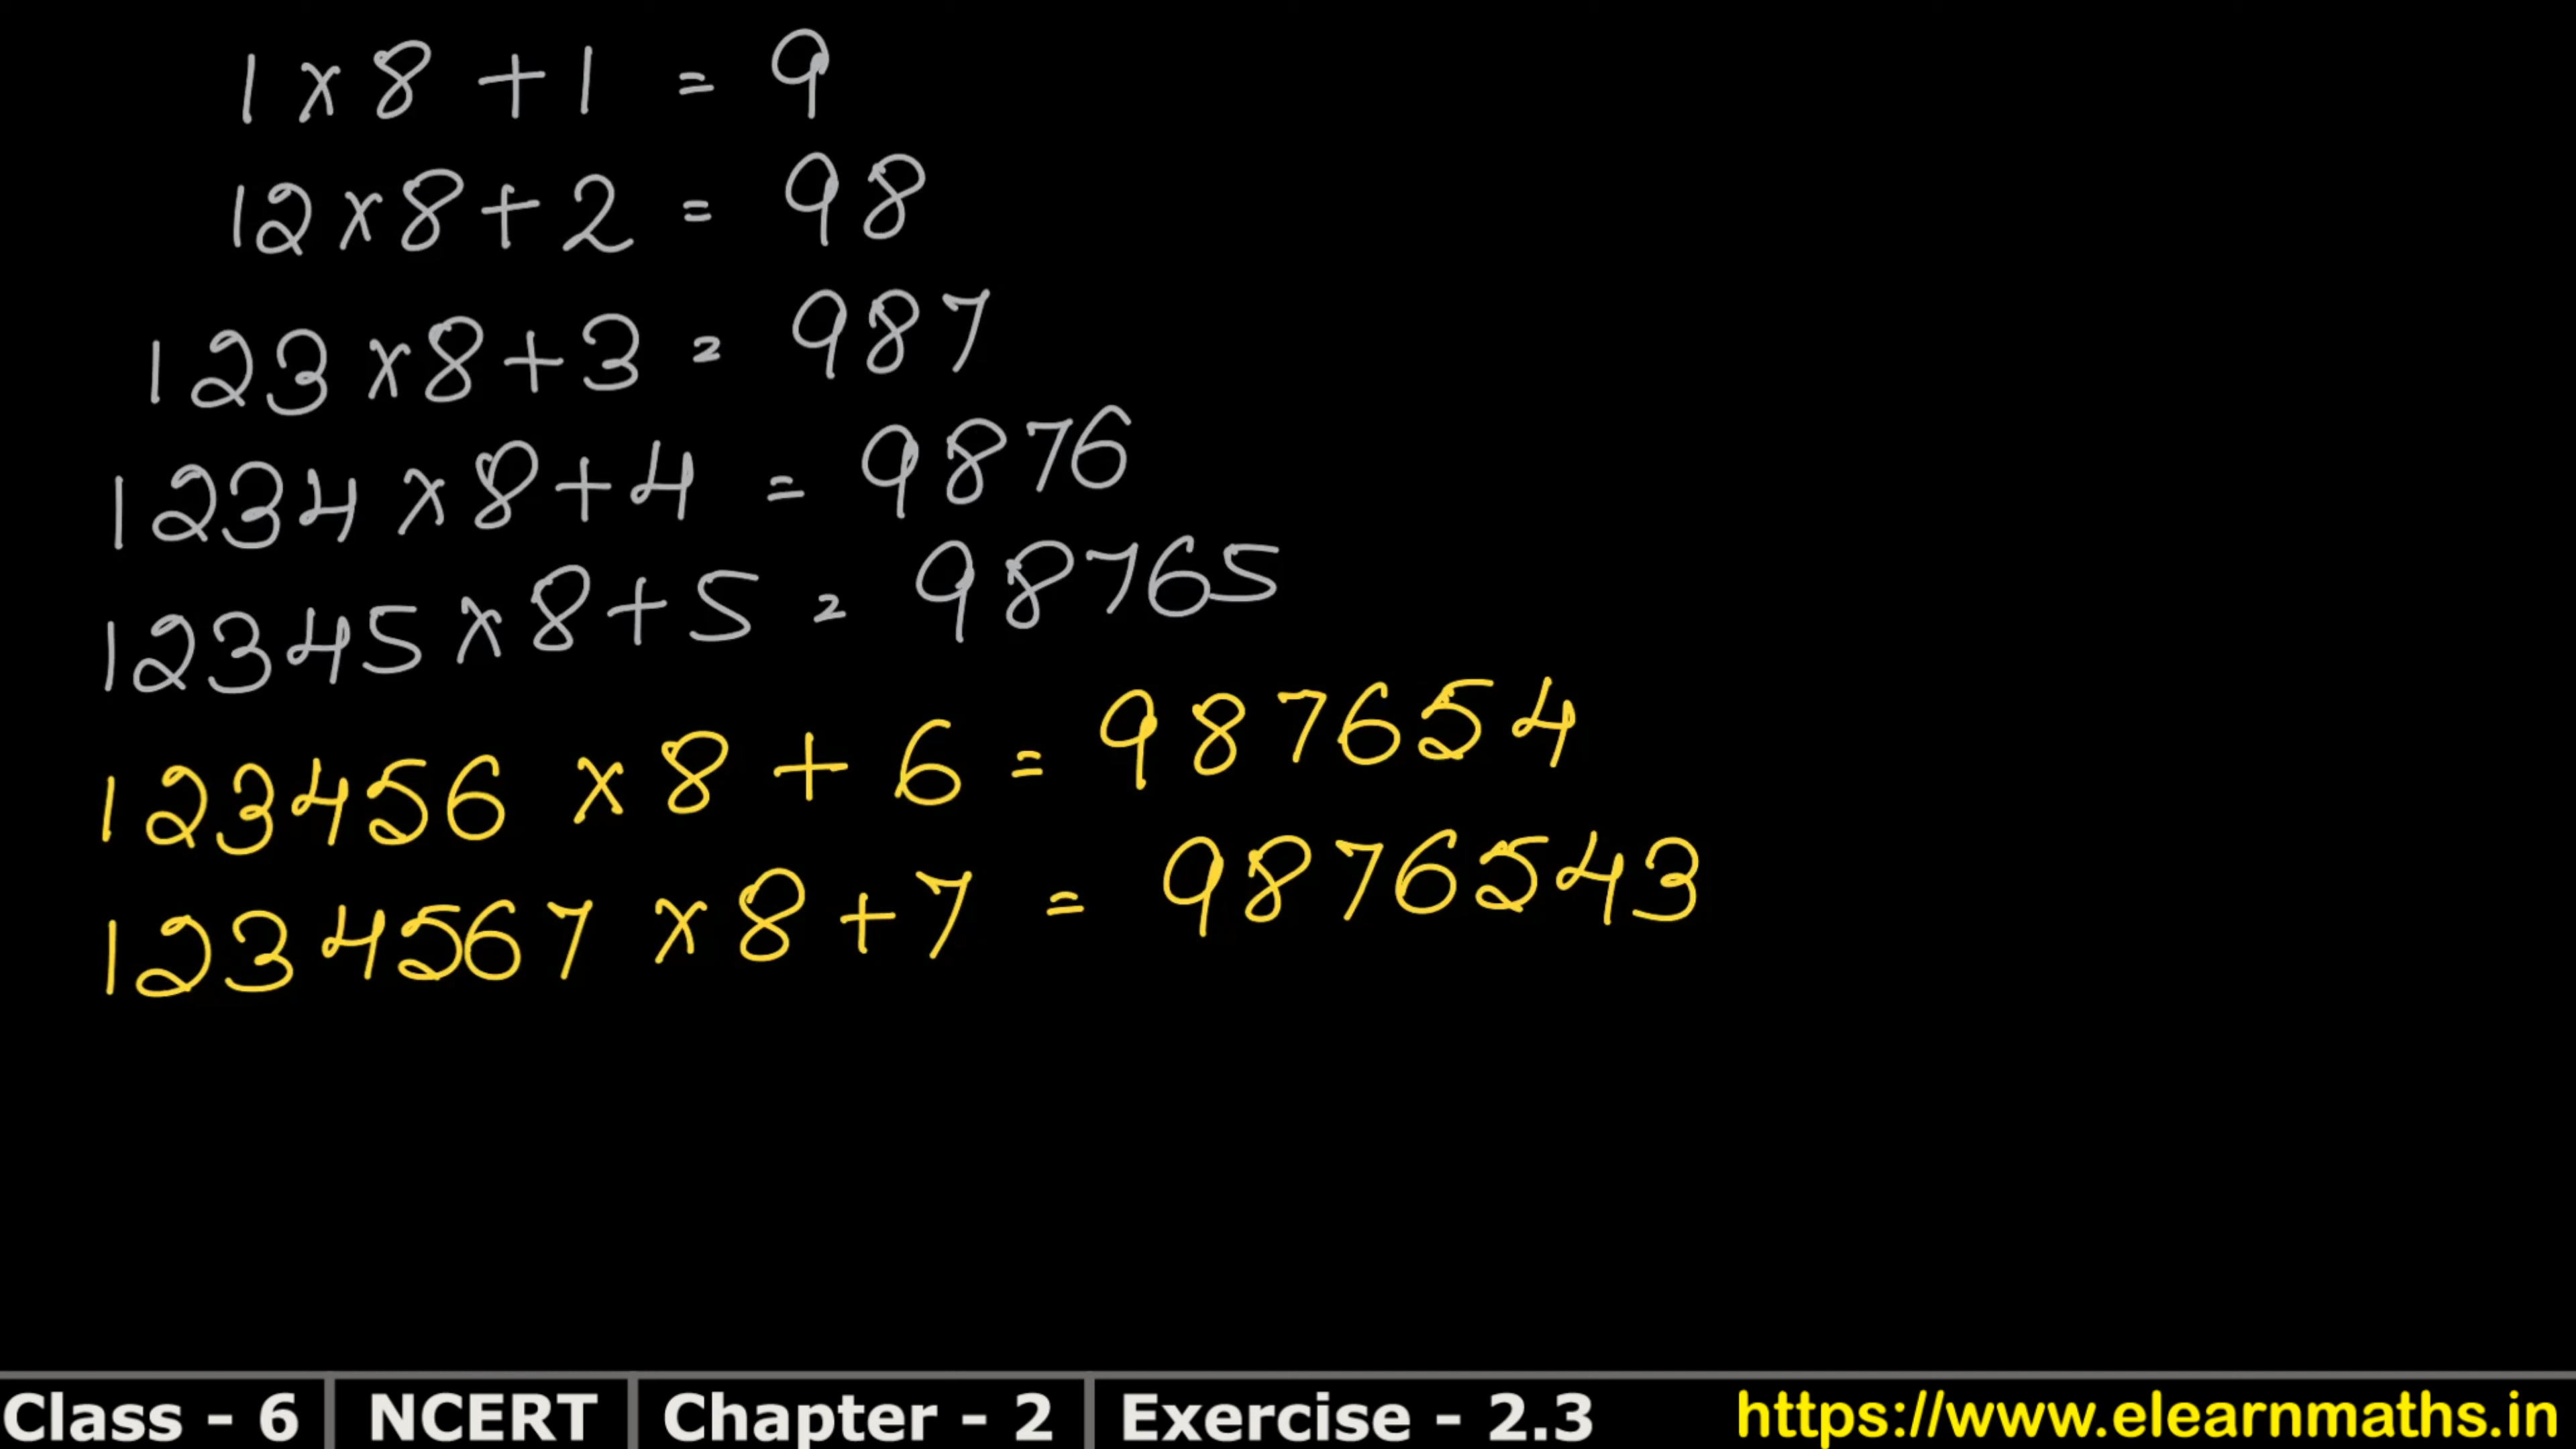 1 × 8 + 1 = 9
12 × 8 + 2 = 98
123 × 8 + 3 = 987
1234 × 8 + 4 = 9876
12345 × 8 + 5 = 98765
123456 × 8 + 6 = 987654
1234567 × 8 + 7 = 9876543
Class - 6 NCERT Chapter - 2 Exercise - 2.3 https://www.elearnmaths.in